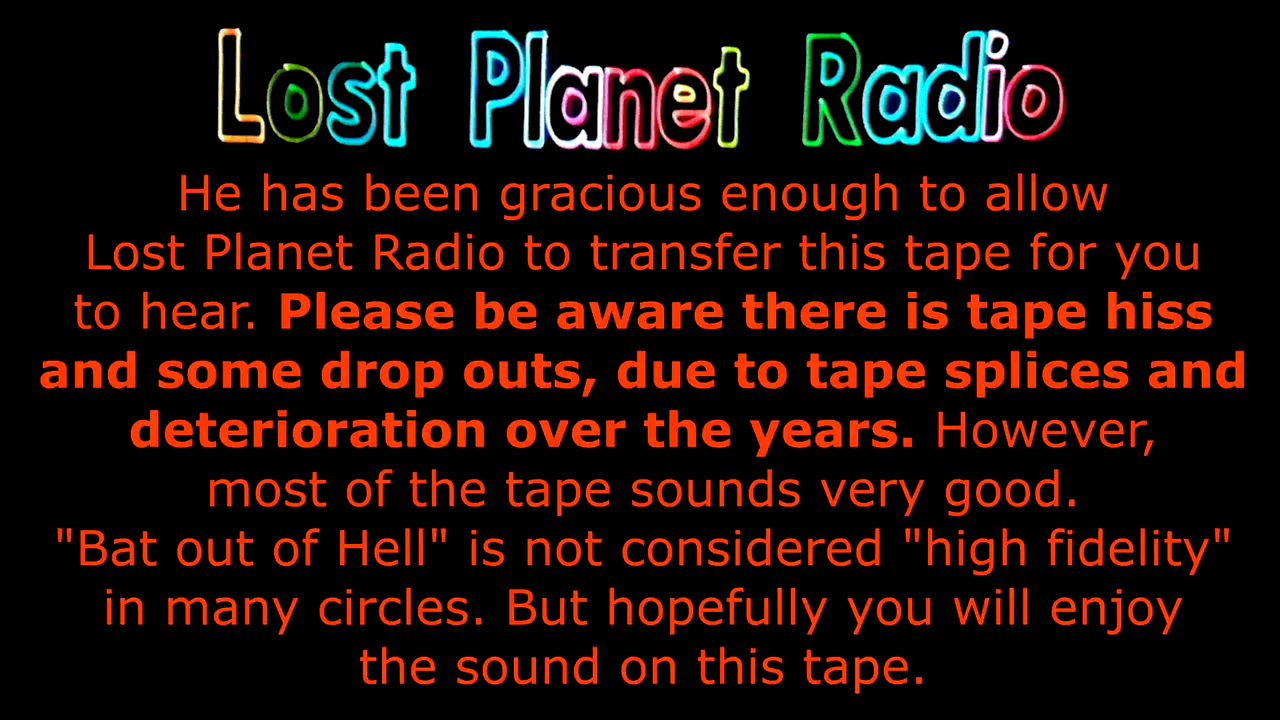 Lost Planet Radio
He has been gracious enough to allow
Lost Planet Radio to transfer this tape for you
to hear. Please be aware there is tape hiss
and some drop outs, due to tape splices and
deterioration over the years. However,
most of the tape sounds very good.
"Bat out of Hell" is not considered "high fidelity"
in many circles. But hopefully you will enjoy
the sound on this tape.